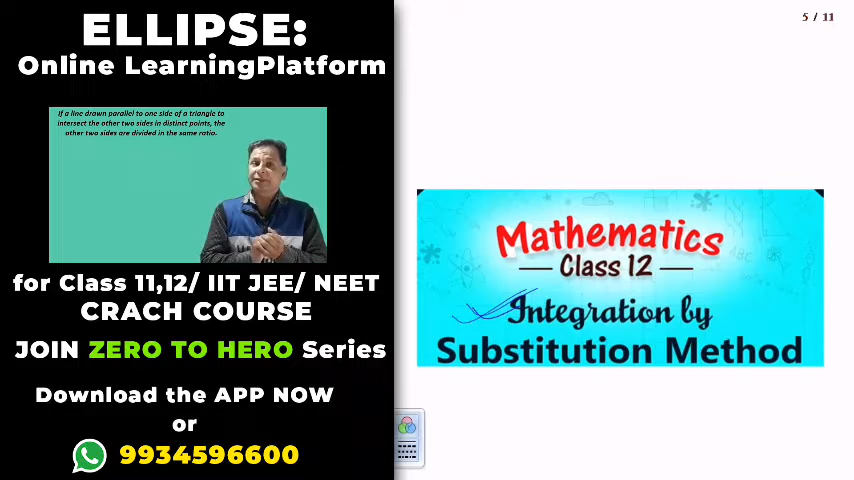 ELLIPSE:
Online LearningPlatform
If a line drawn parallel to one side of a triangle to
intersect the other two sides in distinct points, the
other two sides are divided in the same ratio.
for Class 11,12/ IIT JEE/ NEET
CRACH COURSE
JOIN ZERO TO HERO Series
Download the APP NOW
or
9934596600
5 / 11
Mathematics
Class 12
Integration by
Substitution Method